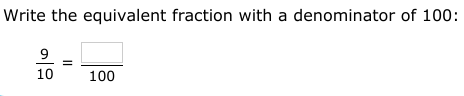 Write the equivalent fraction with a denominator of 100:
9
10
=
100